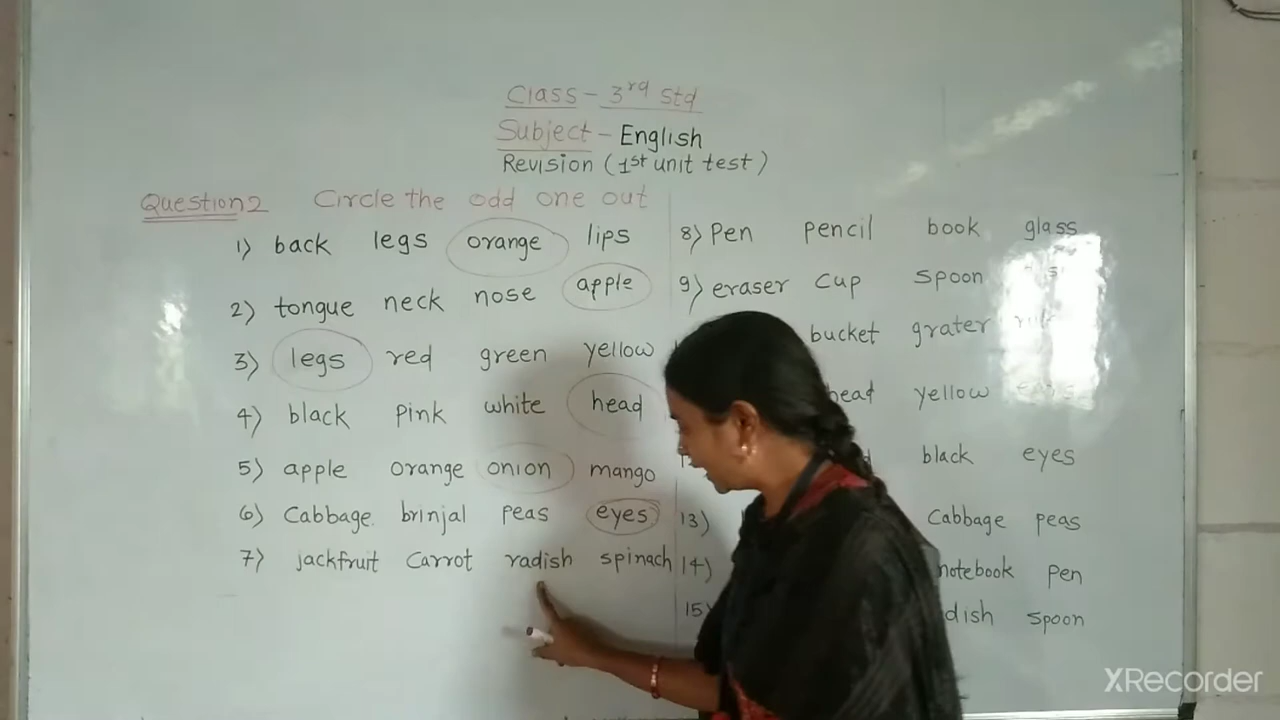 Class - 3rd Std
Subject - English
Revision (1st unit test)
Question 2 Circle the odd one out
1) back legs orange lips
2) tongue neck nose apple
3) legs red green yellow
4) black pink white head
5) apple orange onion mango
6) Cabbage. brinjal peas eyes
7) jackfruit Carrot radish spinach
8) Pen pencil book glass
9) eraser cup spoon
bucket grater
head yellow ears
black eyes
13) Cabbage peas
14) notebook Pen
15) dish spoon
XRecorder